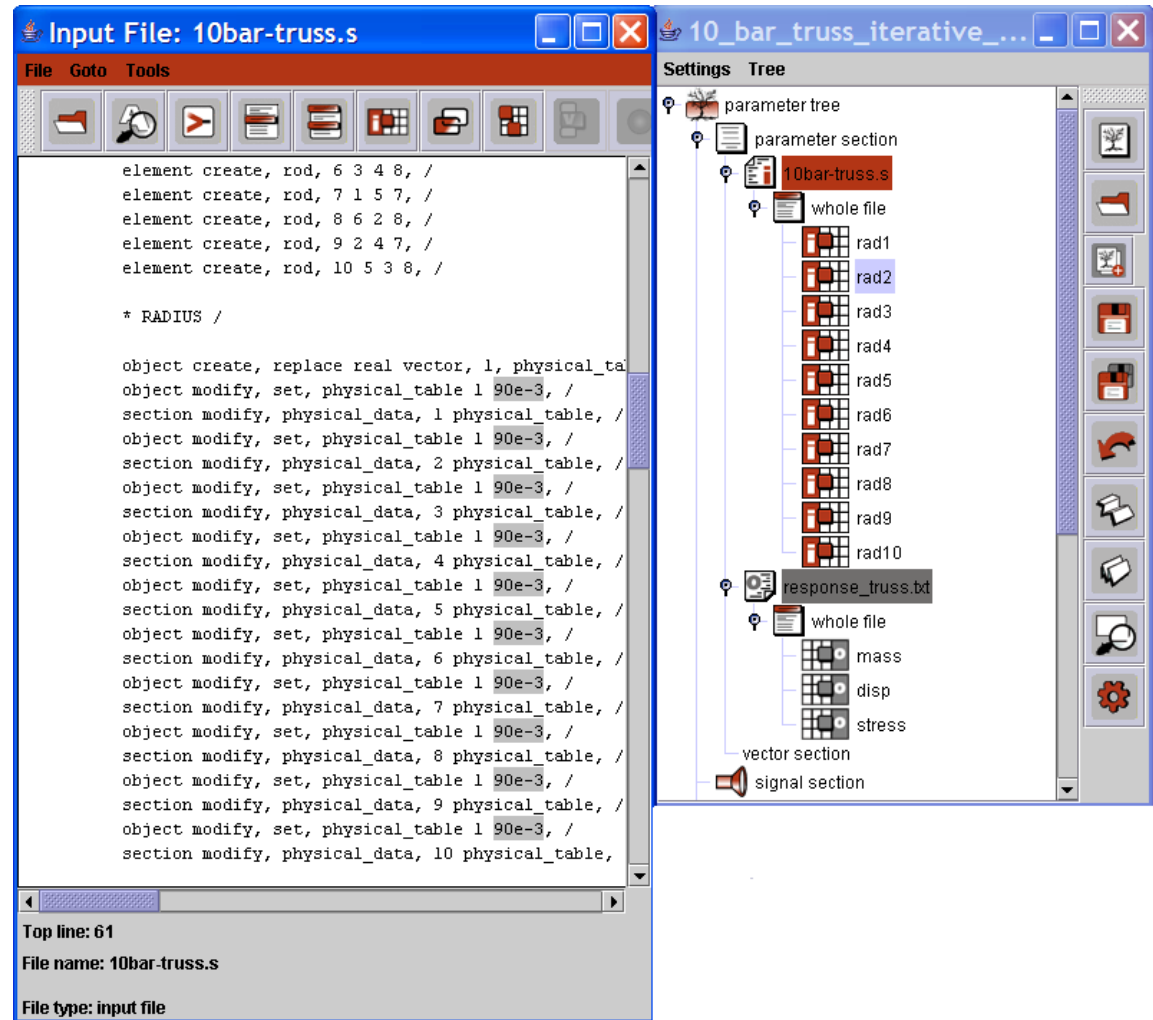 Input File: 10bar-truss.s
File Goto Tools
element create, rod, 6 3 4 8, /
element create, rod, 7 1 5 7, /
element create, rod, 8 6 2 8, /
element create, rod, 9 2 4 7, /
element create, rod, 10 5 3 8, /
* RADIUS /
object create, replace real vector, 1, physical_ta
object modify, set, physical_table 1 90e-3, /
section modify, physical_data, 1 physical_table, /
object modify, set, physical_table 1 90e-3, /
section modify, physical_data, 2 physical_table, /
object modify, set, physical_table 1 90e-3, /
section modify, physical_data, 3 physical_table, /
object modify, set, physical_table 1 90e-3, /
section modify, physical_data, 4 physical_table, /
object modify, set, physical_table 1 90e-3, /
section modify, physical_data, 5 physical_table, /
object modify, set, physical_table 1 90e-3, /
section modify, physical_data, 6 physical_table, /
object modify, set, physical_table 1 90e-3, /
section modify, physical_data, 7 physical_table, /
object modify, set, physical_table 1 90e-3, /
section modify, physical_data, 8 physical_table, /
object modify, set, physical_table 1 90e-3, /
section modify, physical_data, 9 physical_table, /
object modify, set, physical_table 1 90e-3, /
section modify, physical_data, 10 physical_table,
Top line: 61
File name: 10bar-truss.s
File type: input file
10_bar_truss_iterative_...
Settings Tree
parameter tree
parameter section
10bar-truss.s
whole file
rad1
rad2
rad3
rad4
rad5
rad6
rad7
rad8
rad9
rad10
response_truss.txt
whole file
mass
disp
stress
vector section
signal section